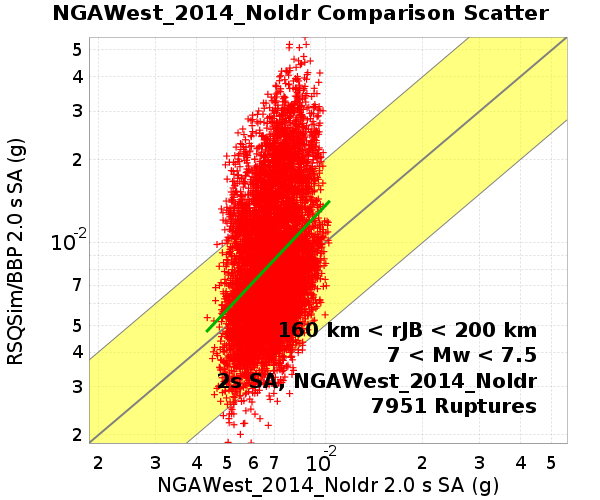 NGAWest_2014_NoIdr Comparison Scatter
RSQSim/BBP 2.0 s SA (g)
5
4
3
2
10-2
7
5
4
3
2
160 km < rJB < 200 km
7 < Mw < 7.5
2s SA, NGAWest_2014_NoIdr
7951 Ruptures
2 3 4 5 6 7 10-2 2 3 4 5
NGAWest_2014_NoIdr 2.0 s SA (g)